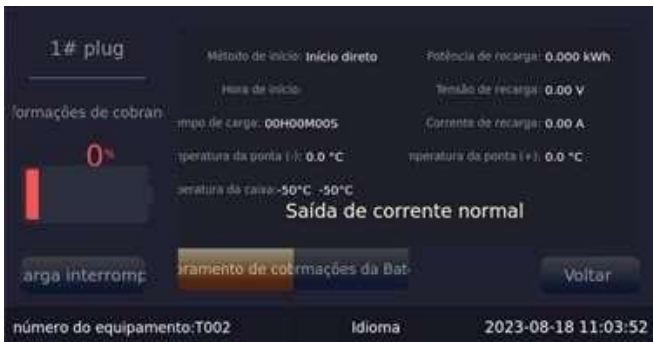 1# plug
Método de início: Início direto
Potência de recarga: 0.000 kWh
Hora de início:
Tensão de recarga: 0.00 V
formações de cobran
mpo de carga: 00H00M00S
Corrente de recarga: 0.00 A
0%
peratura da ponta (-): 0.0 °C
nperatura da ponta (+): 0.0 °C
peratura da caixa:-50°C -50°C
Saída de corrente normal
arga interromp
oramento de cob
rmações da Bat
Voltar
número do equipamento:T002
Idioma
2023-08-18 11:03:52